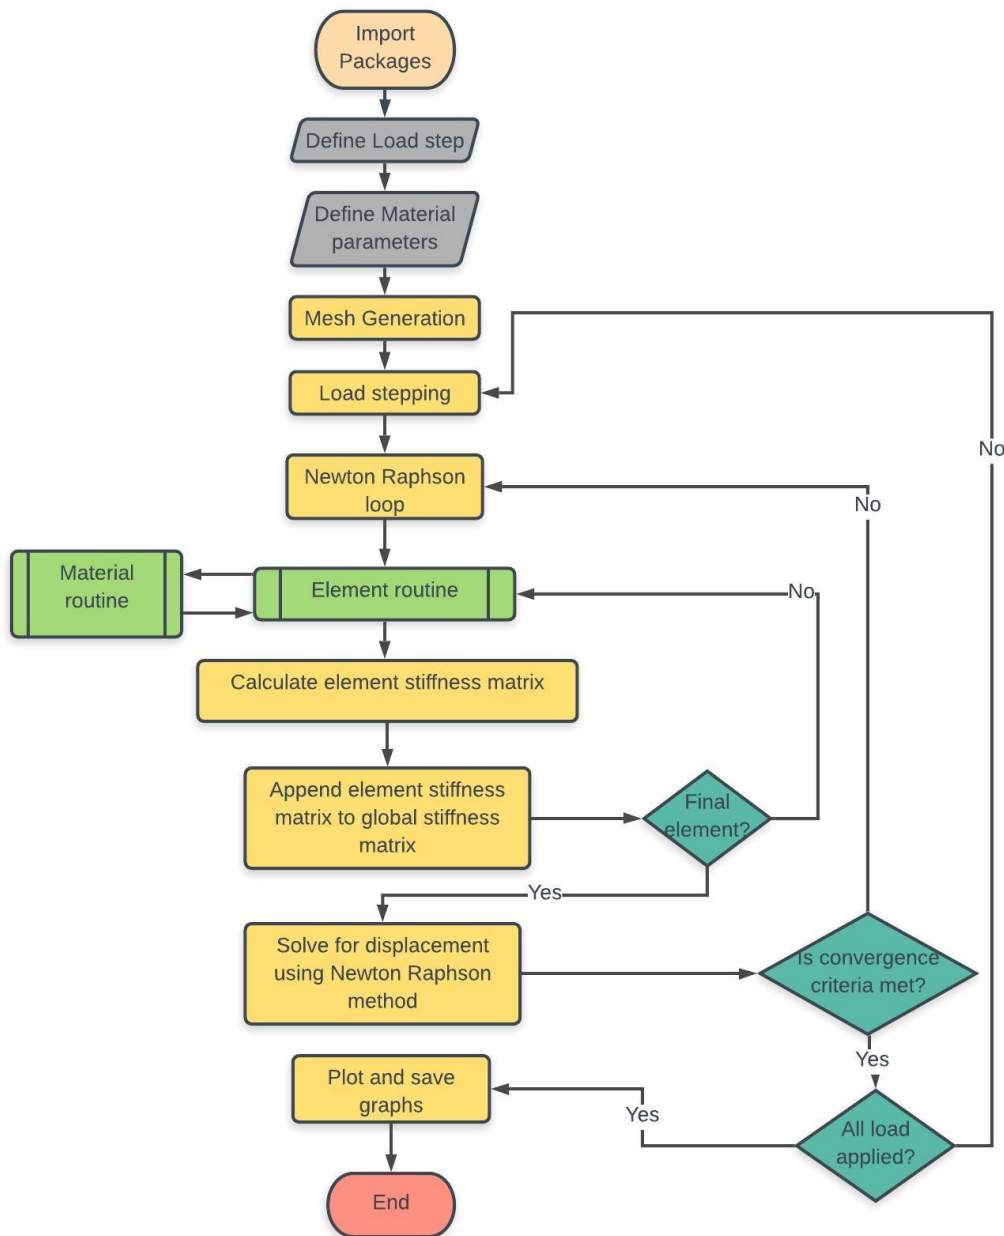 Import
Packages
Define Load step
Define Material
parameters
Mesh Generation
Load stepping
No
Newton Raphson
loop
No
Material
routine
Element routine
No
Calculate element stiffness matrix
Append element stiffness
matrix to global stiffness
matrix
Final
element?
Yes
Solve for displacement
using Newton Raphson
method
Is convergence
criteria met?
Yes
Plot and save
graphs
Yes
All load
applied?
End